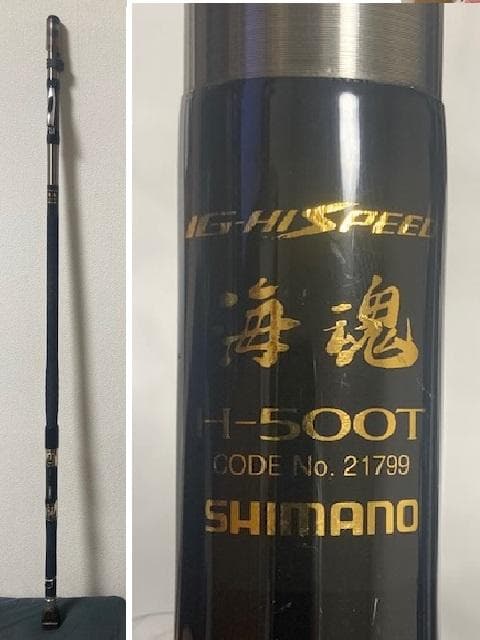 IG-HISPEED
海魂
H-500T
CODE No. 21799
SHIMANO